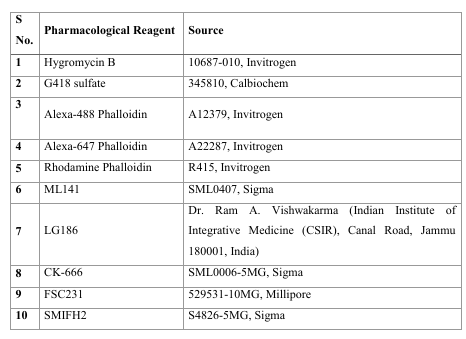 S No. Pharmacological Reagent Source
1 Hygromycin B 10687-010, Invitrogen
2 G418 sulfate 345810, Calbiochem
3 Alexa-488 Phalloidin A12379, Invitrogen
4 Alexa-647 Phalloidin A22287, Invitrogen
5 Rhodamine Phalloidin R415, Invitrogen
6 ML141 SML0407, Sigma
7 LG186 Dr. Ram A. Vishwakarma (Indian Institute of
Integrative Medicine (CSIR), Canal Road, Jammu
180001, India)
8 CK-666 SML0006-5MG, Sigma
9 FSC231 529531-10MG, Millipore
10 SMIFH2 S4826-5MG, Sigma